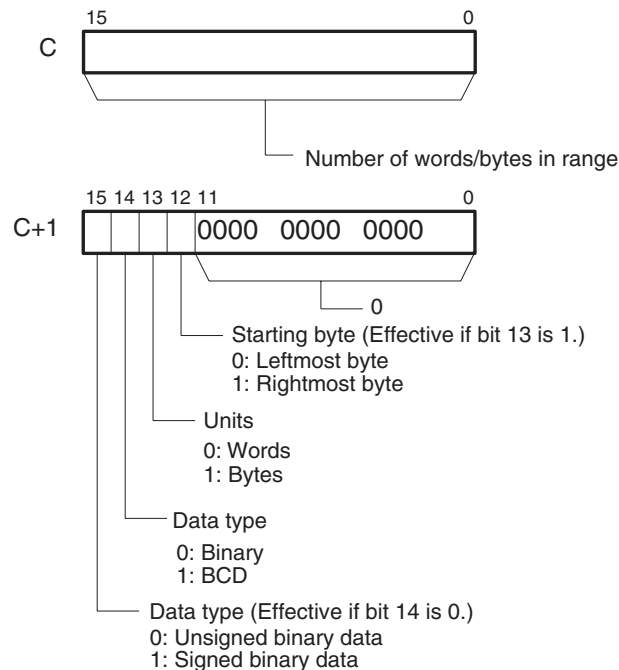 15 0
C
Number of words/bytes in range
15 14 13 12 11 0
C+1 0000 0000 0000
0
Starting byte (Effective if bit 13 is 1.)
0: Leftmost byte
1: Rightmost byte
Units
0: Words
1: Bytes
Data type
0: Binary
1: BCD
Data type (Effective if bit 14 is 0.)
0: Unsigned binary data
1: Signed binary data